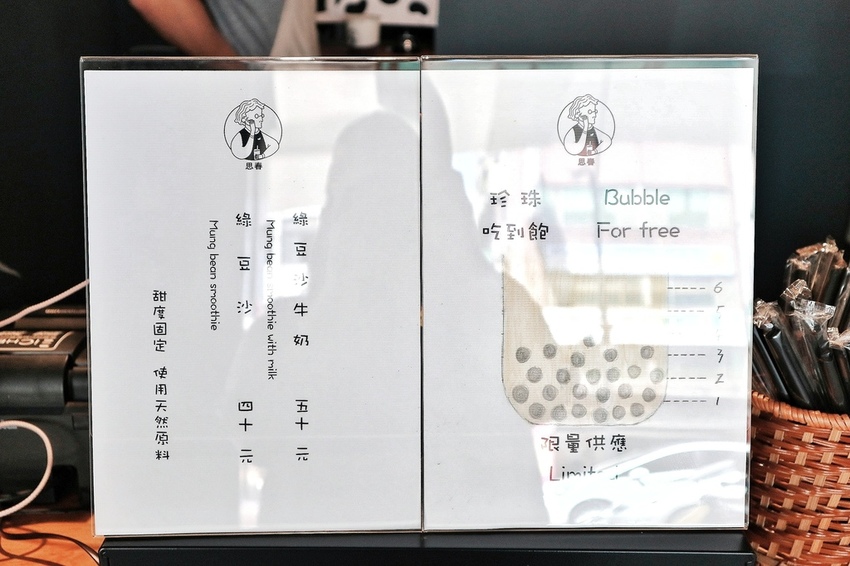 思春
綠豆沙牛奶 五十元
Mung bean smoothie with milk
綠豆沙 四十元
Mung bean smoothie
甜度固定 使用天然原料
思春
珍珠 Bubble
吃到飽 For free
6
5
3
2
1
限量供應